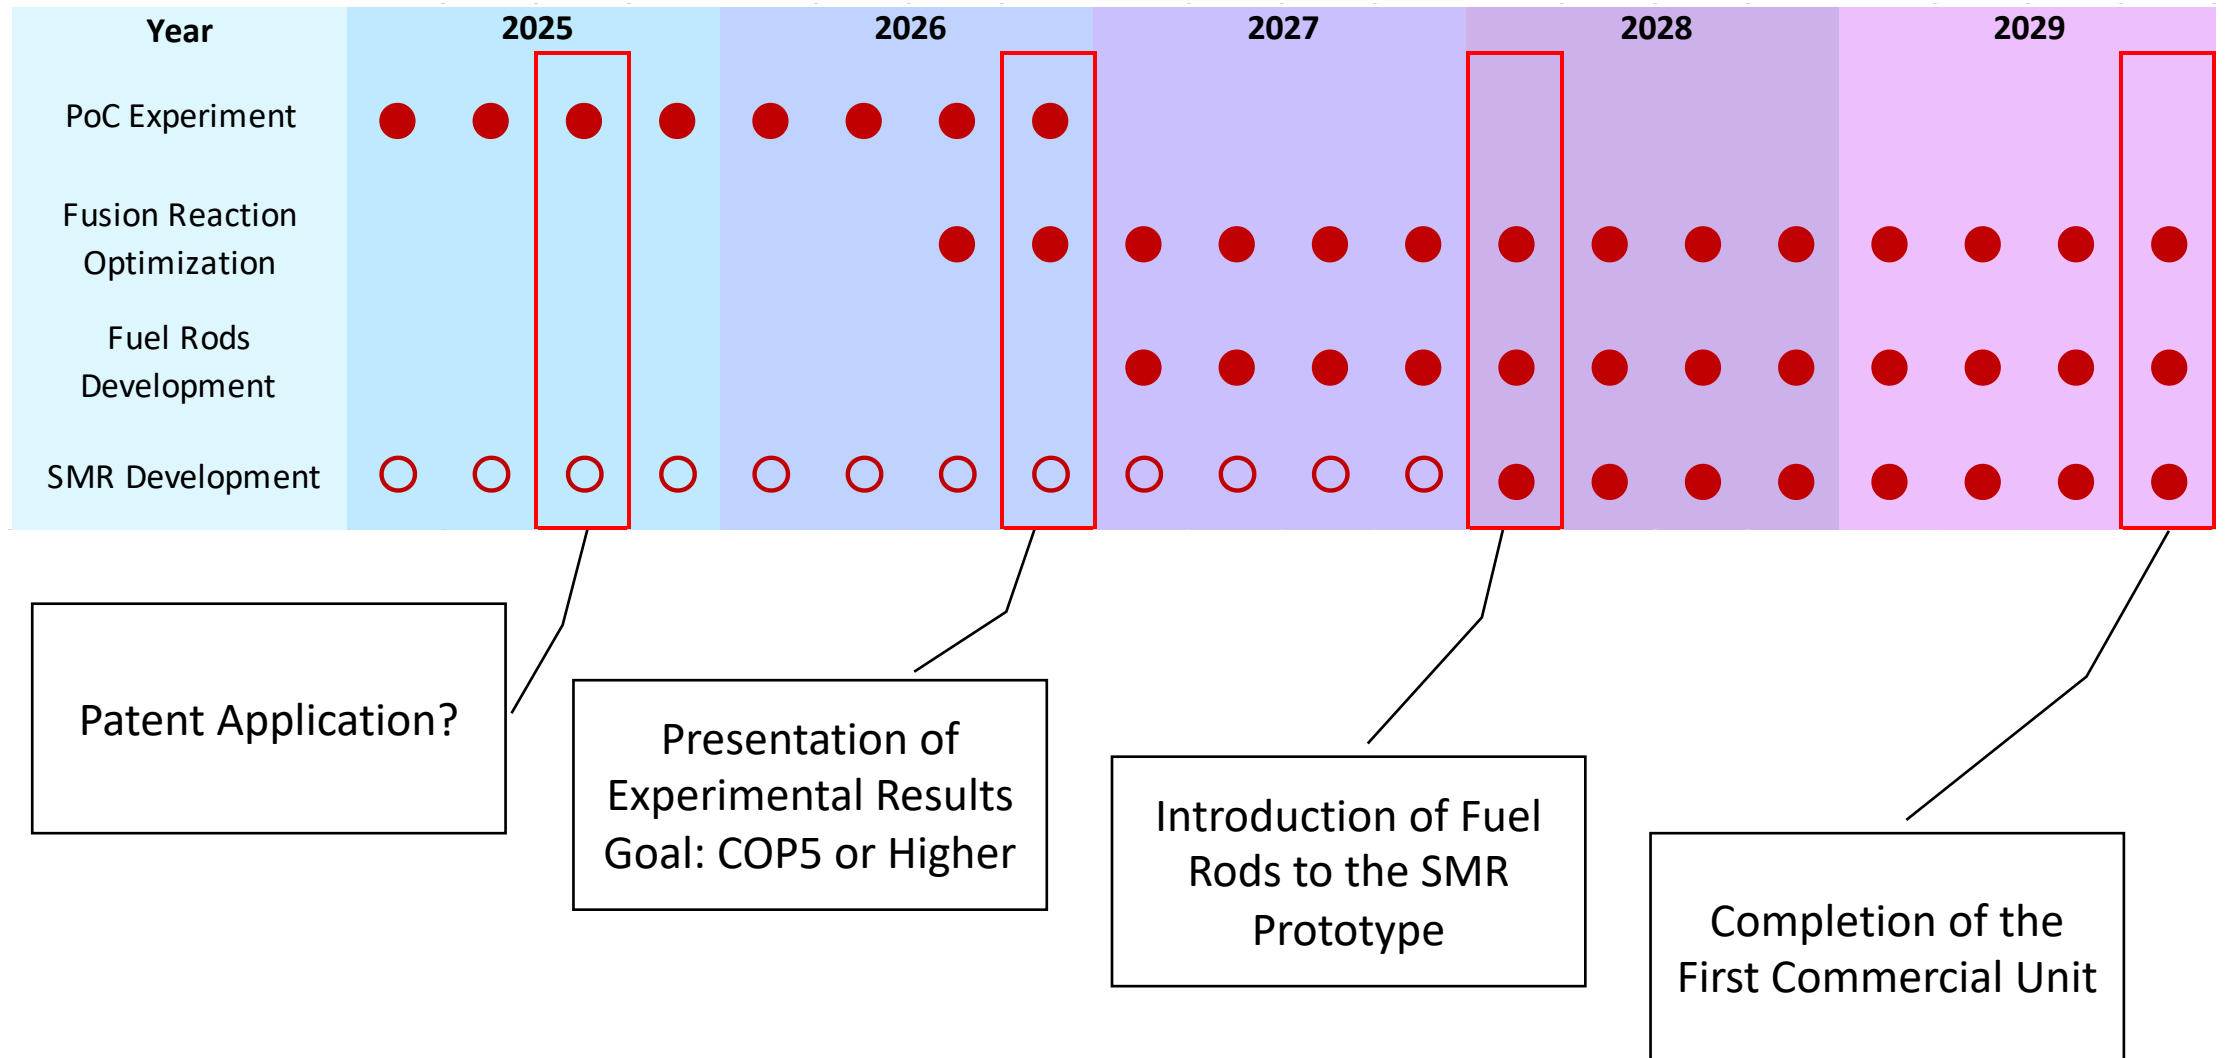 Year 2025 2026 2027 2028 2029
PoC Experiment
Fusion Reaction
Optimization
Fuel Rods
Development
SMR Development
Patent Application?
Presentation of
Experimental Results
Goal: COP5 or Higher
Introduction of Fuel
Rods to the SMR
Prototype
Completion of the
First Commercial Unit